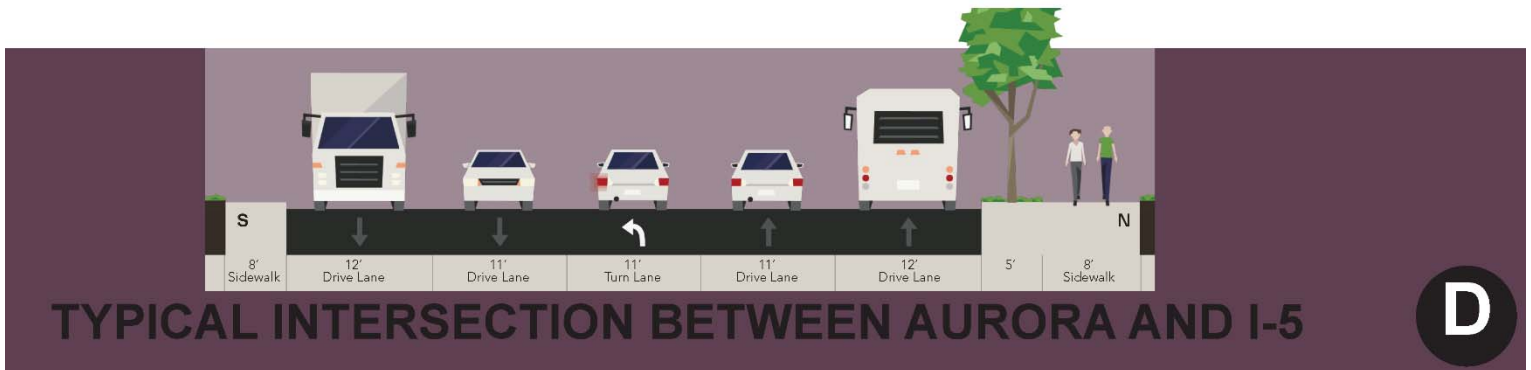 S
N
8'
Sidewalk
12'
Drive Lane
11'
Drive Lane
11'
Turn Lane
11'
Drive Lane
12'
Drive Lane
5'
8'
Sidewalk
TYPICAL INTERSECTION BETWEEN AURORA AND I-5
D